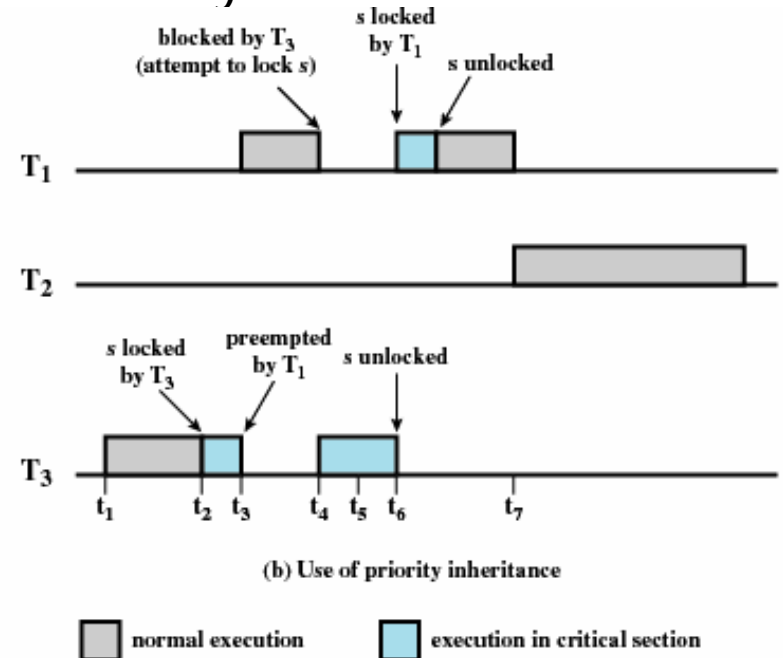 s locked
by T1
blocked by T3
(attempt to lock s)
s unlocked
T1
T2
s locked
by T3
preempted
by T1
s unlocked
T3
t1 t2 t3 t4 t5 t6 t7
(b) Use of priority inheritance
normal execution execution in critical section